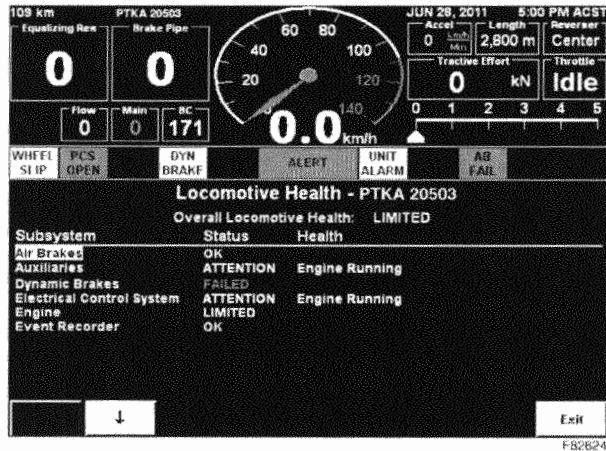 109 km PTKA 20503 JUN 28, 2011 5:00 PM ACST
Equalizing Res Brake Pipe Accel Length Reverser
0 0 0 Km/h Min 2,800 m Center
Tractive Effort Throttle
0 kN Idle
20 40 60 80 100 120 140
Flow Main BC
0 0 171
0.0 km/h
0 1 2 3 4 5
WHEEL SLIP PCS OPEN DYN BRAKE ALERT UNIT ALARM AB FAIL
Locomotive Health - PTKA 20503
Overall Locomotive Health: LIMITED
Subsystem Status Health
Air Brakes OK
Auxiliaries ATTENTION Engine Running
Dynamic Brakes FAILED
Electrical Control System ATTENTION Engine Running
Engine LIMITED
Event Recorder OK
↓ Exit
F82624